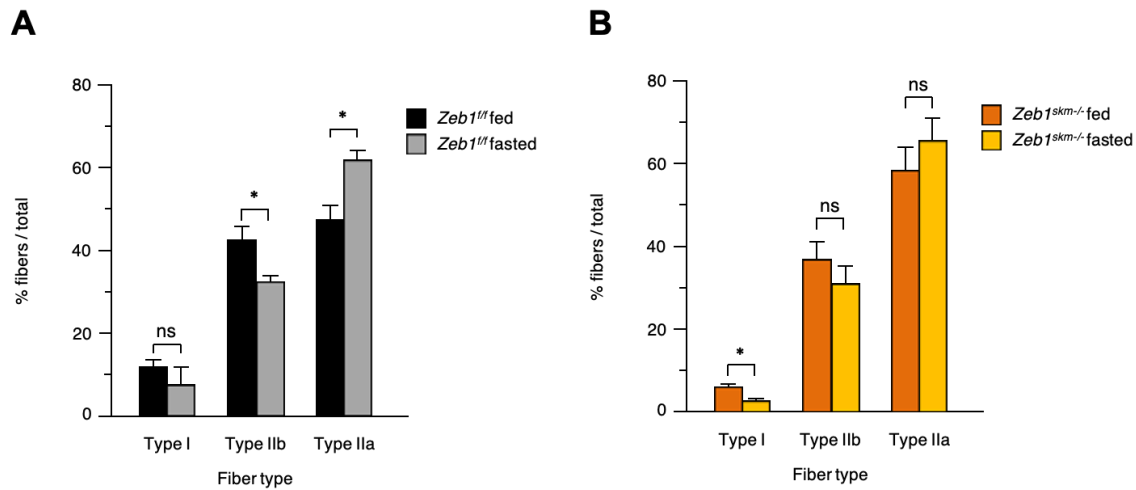 A
80
60
40
20
0
% fibers / total
ns
*
*
Type I Type IIb Type IIa
Fiber type
Zeb1f/f fed
Zeb1f/f fasted
B
80
60
40
20
0
% fibers / total
*
ns
ns
Type I Type IIb Type IIa
Fiber type
Zeb1skm-/- fed
Zeb1skm-/- fasted